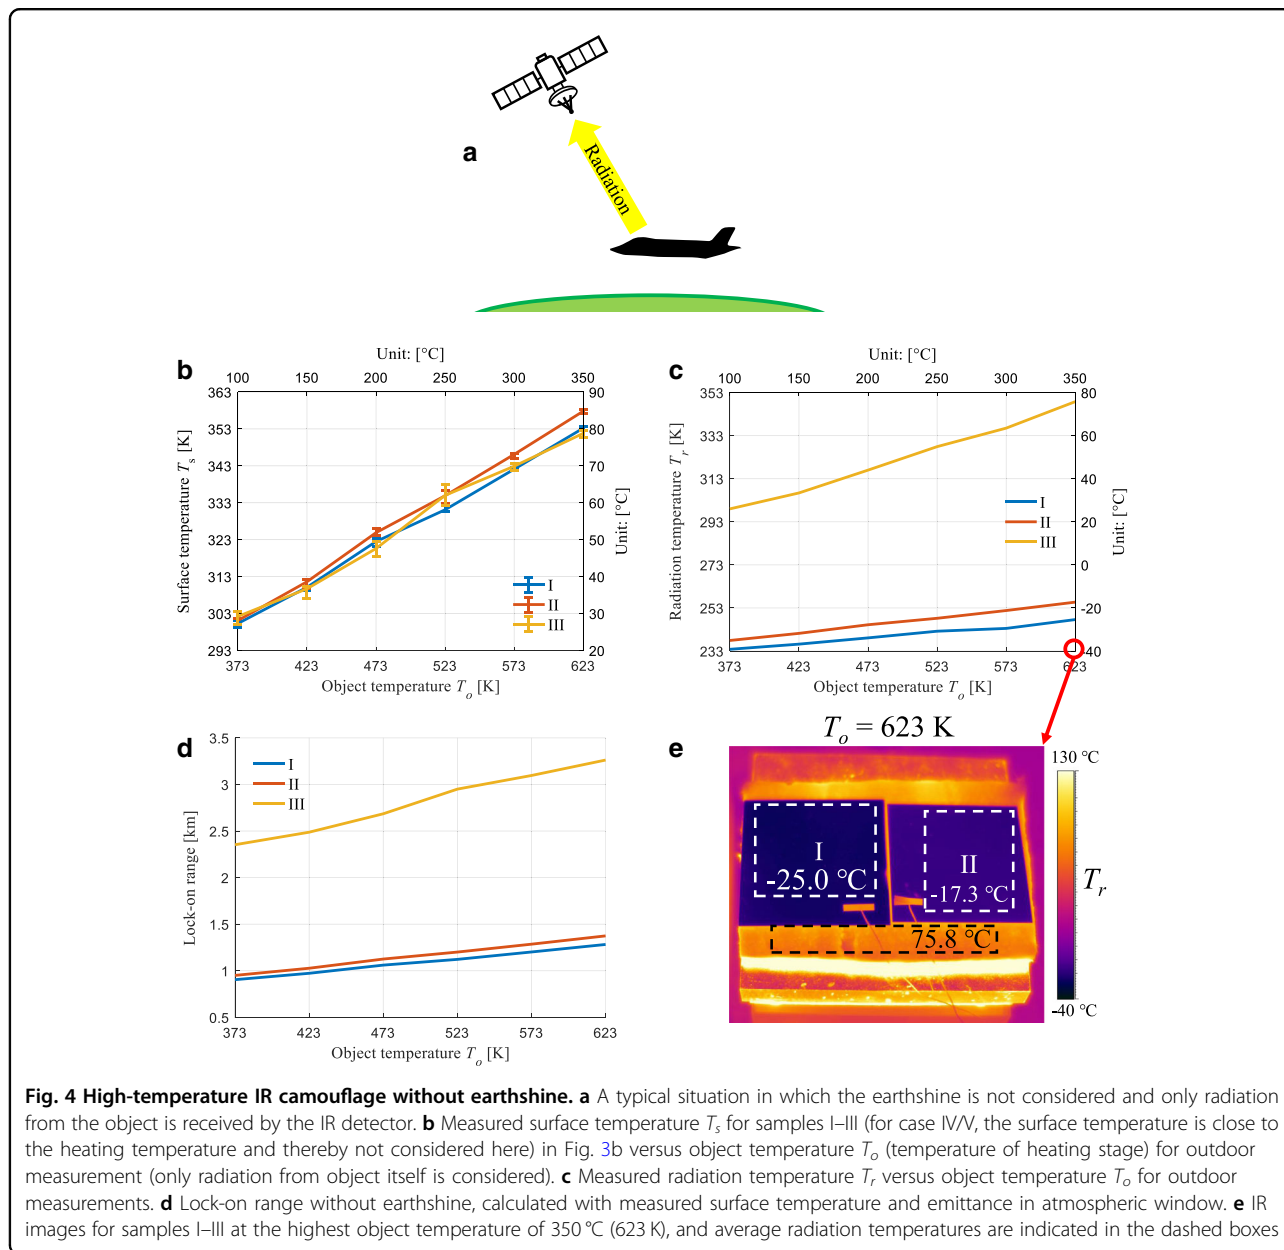 a
Radiation
b
Unit: [°C]
100 150 200 250 300 350
363 353 343 333 323 313 303 293
90 80 70 60 50 40 30 20
Surface temperature Ts [K]
Unit: [°C]
I
II
III
373 423 473 523 573 623
Object temperature To [K]
c
Unit: [°C]
100 150 200 250 300 350
353 333 313 293 273 253 233
80 60 40 20 0 -20 -40
Radiation temperature Tr [K]
Unit: [°C]
I
II
III
373 423 473 523 573 623
Object temperature To [K]
d
3.5 3 2.5 2 1.5 1 0.5
Lock-on range [km]
I
II
III
373 423 473 523 573 623
Object temperature To [K]
To = 623 K
e
130 °C
I
-25.0 °C
II
-17.3 °C
75.8 °C
Tr
-40 °C
Fig. 4 High-temperature IR camouflage without earthshine. a A typical situation in which the earthshine is not considered and only radiation
from the object is received by the IR detector. b Measured surface temperature Ts for samples I–III (for case IV/V, the surface temperature is close to
the heating temperature and thereby not considered here) in Fig. 3b versus object temperature To (temperature of heating stage) for outdoor
measurement (only radiation from object itself is considered). c Measured radiation temperature Tr versus object temperature To for outdoor
measurements. d Lock-on range without earthshine, calculated with measured surface temperature and emittance in atmospheric window. e IR
images for samples I–III at the highest object temperature of 350 °C (623 K), and average radiation temperatures are indicated in the dashed boxes